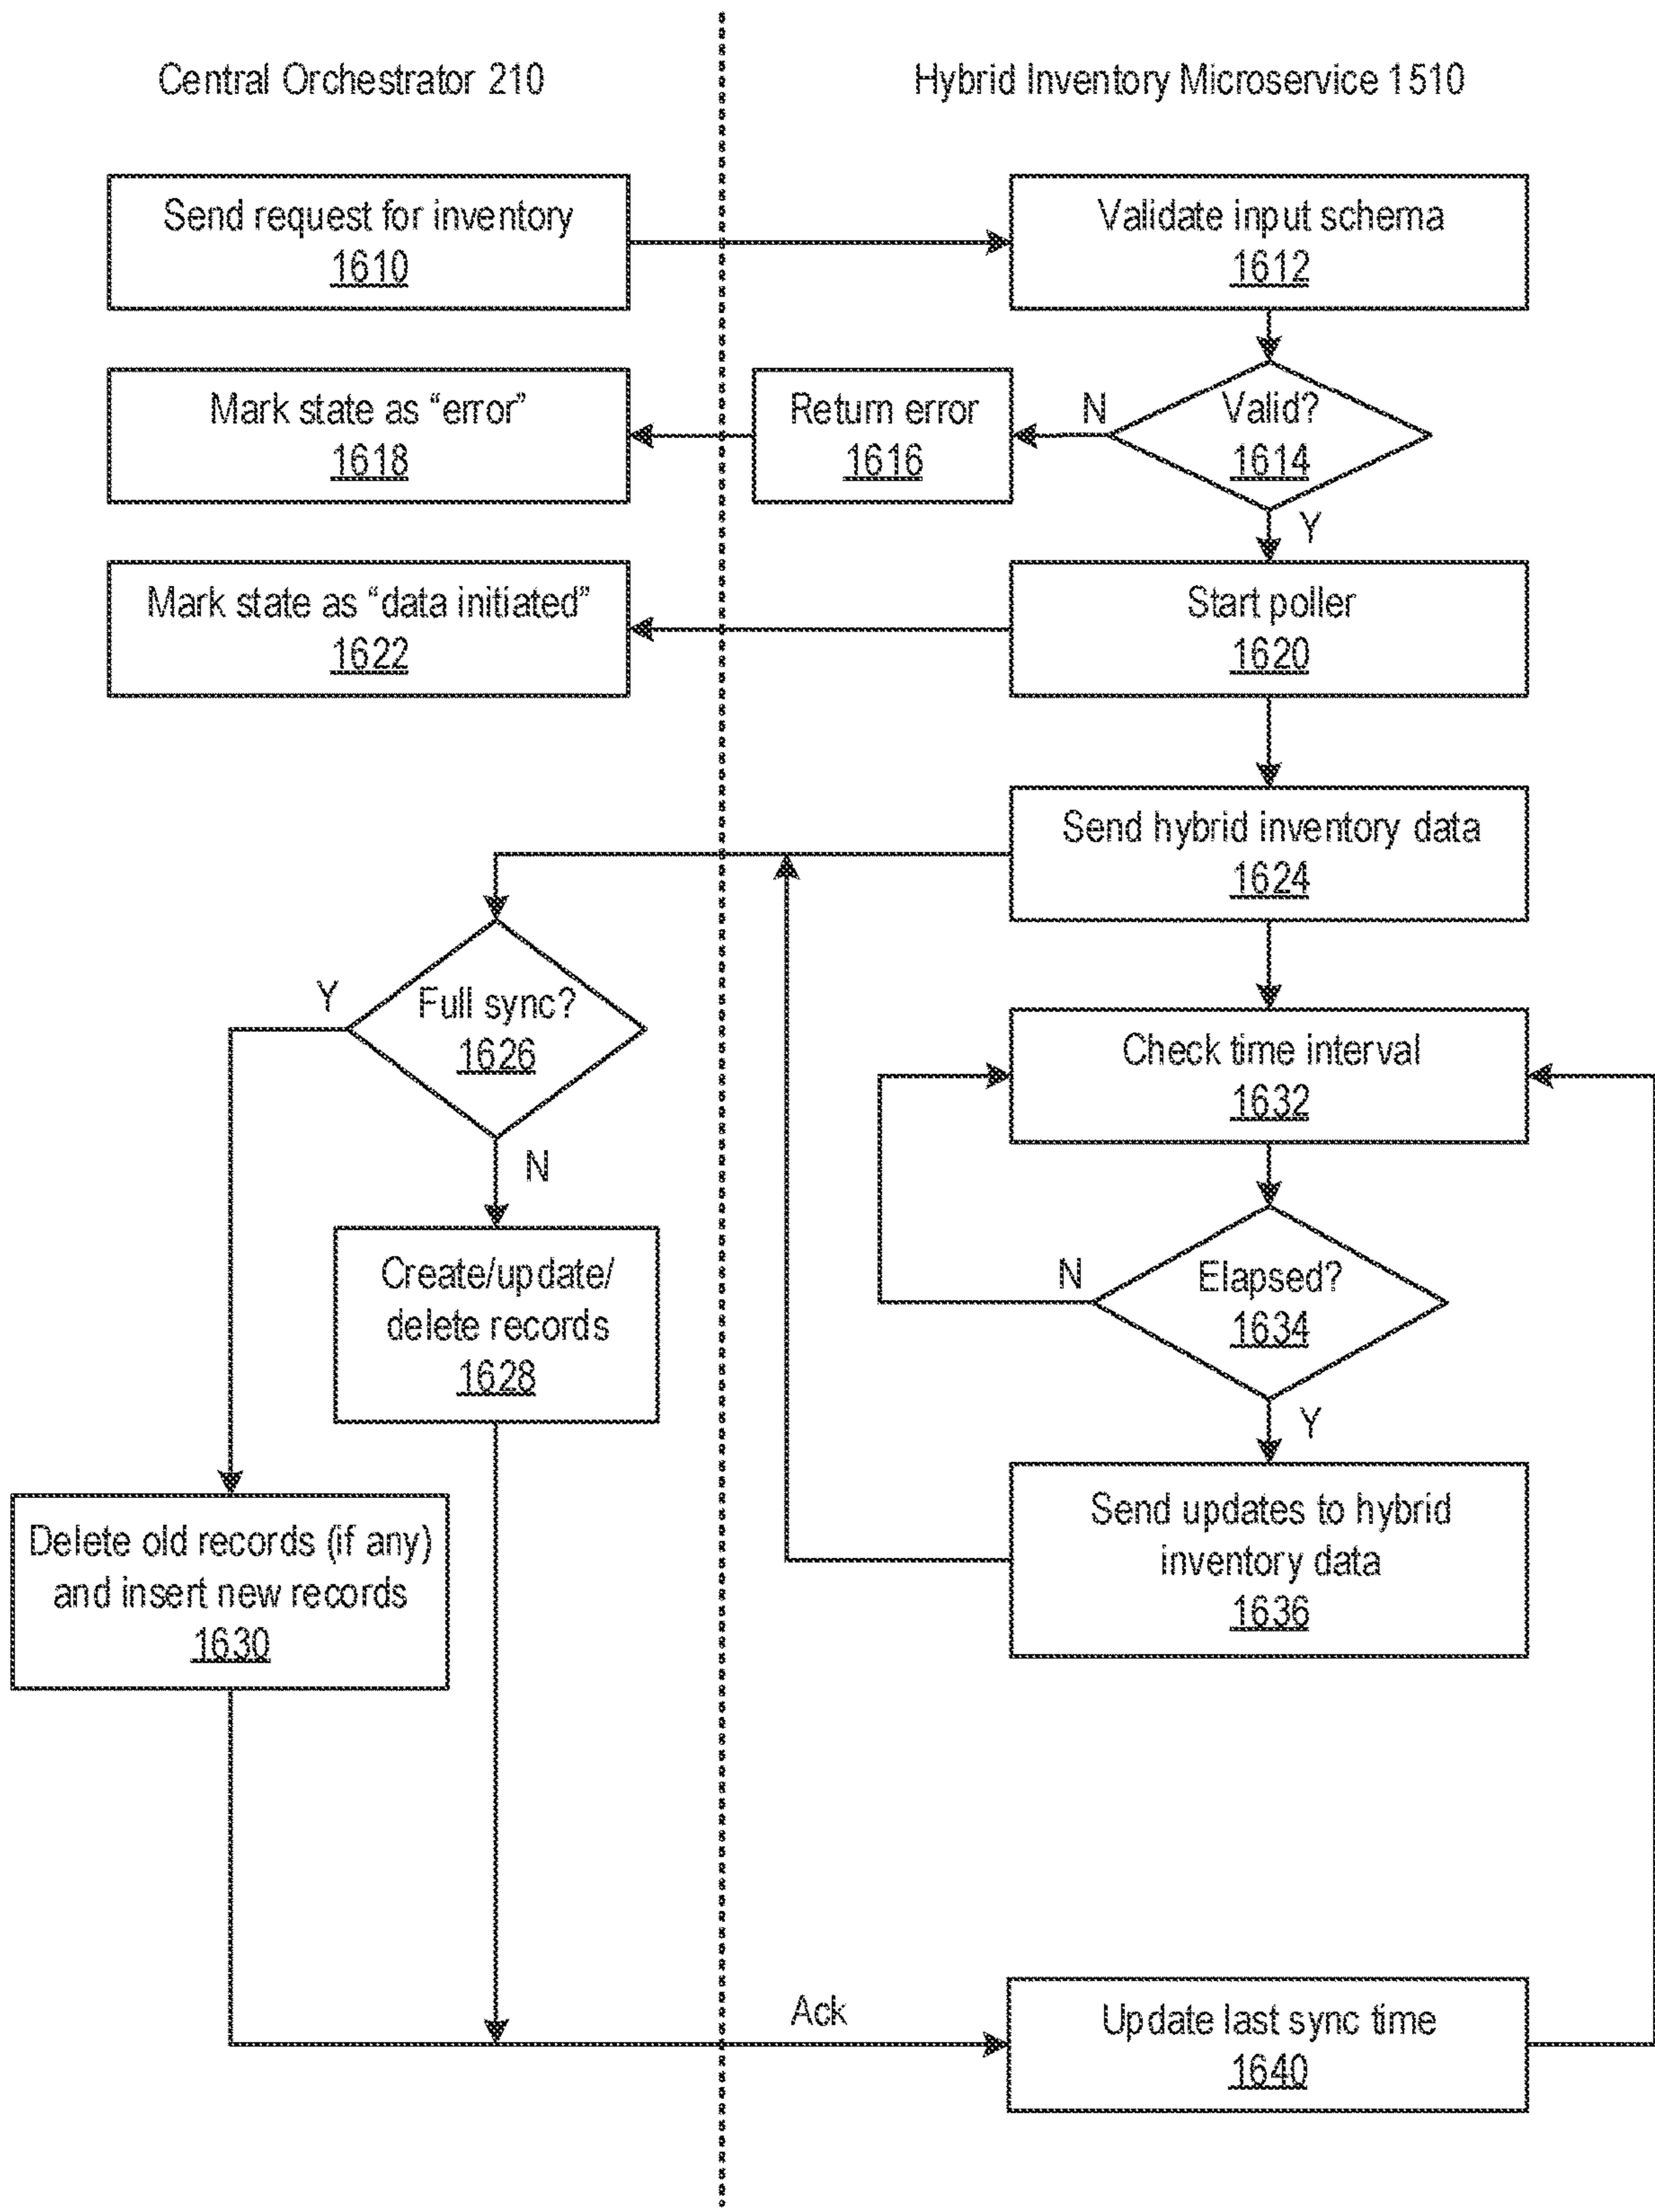 Central Orchestrator 210
Hybrid Inventory Microservice 1510
Send request for inventory
1610
Validate input schema
1612
Mark state as “error”
1618
Return error
1616
N
Valid?
1614
Y
Mark state as “data initiated”
1622
Start poller
1620
Send hybrid inventory data
1624
Y
Full sync?
1626
N
Check time interval
1632
Create/update/
delete records
1628
N
Elapsed?
1634
Y
Delete old records (if any)
and insert new records
1630
Send updates to hybrid
inventory data
1636
Ack
Update last sync time
1640